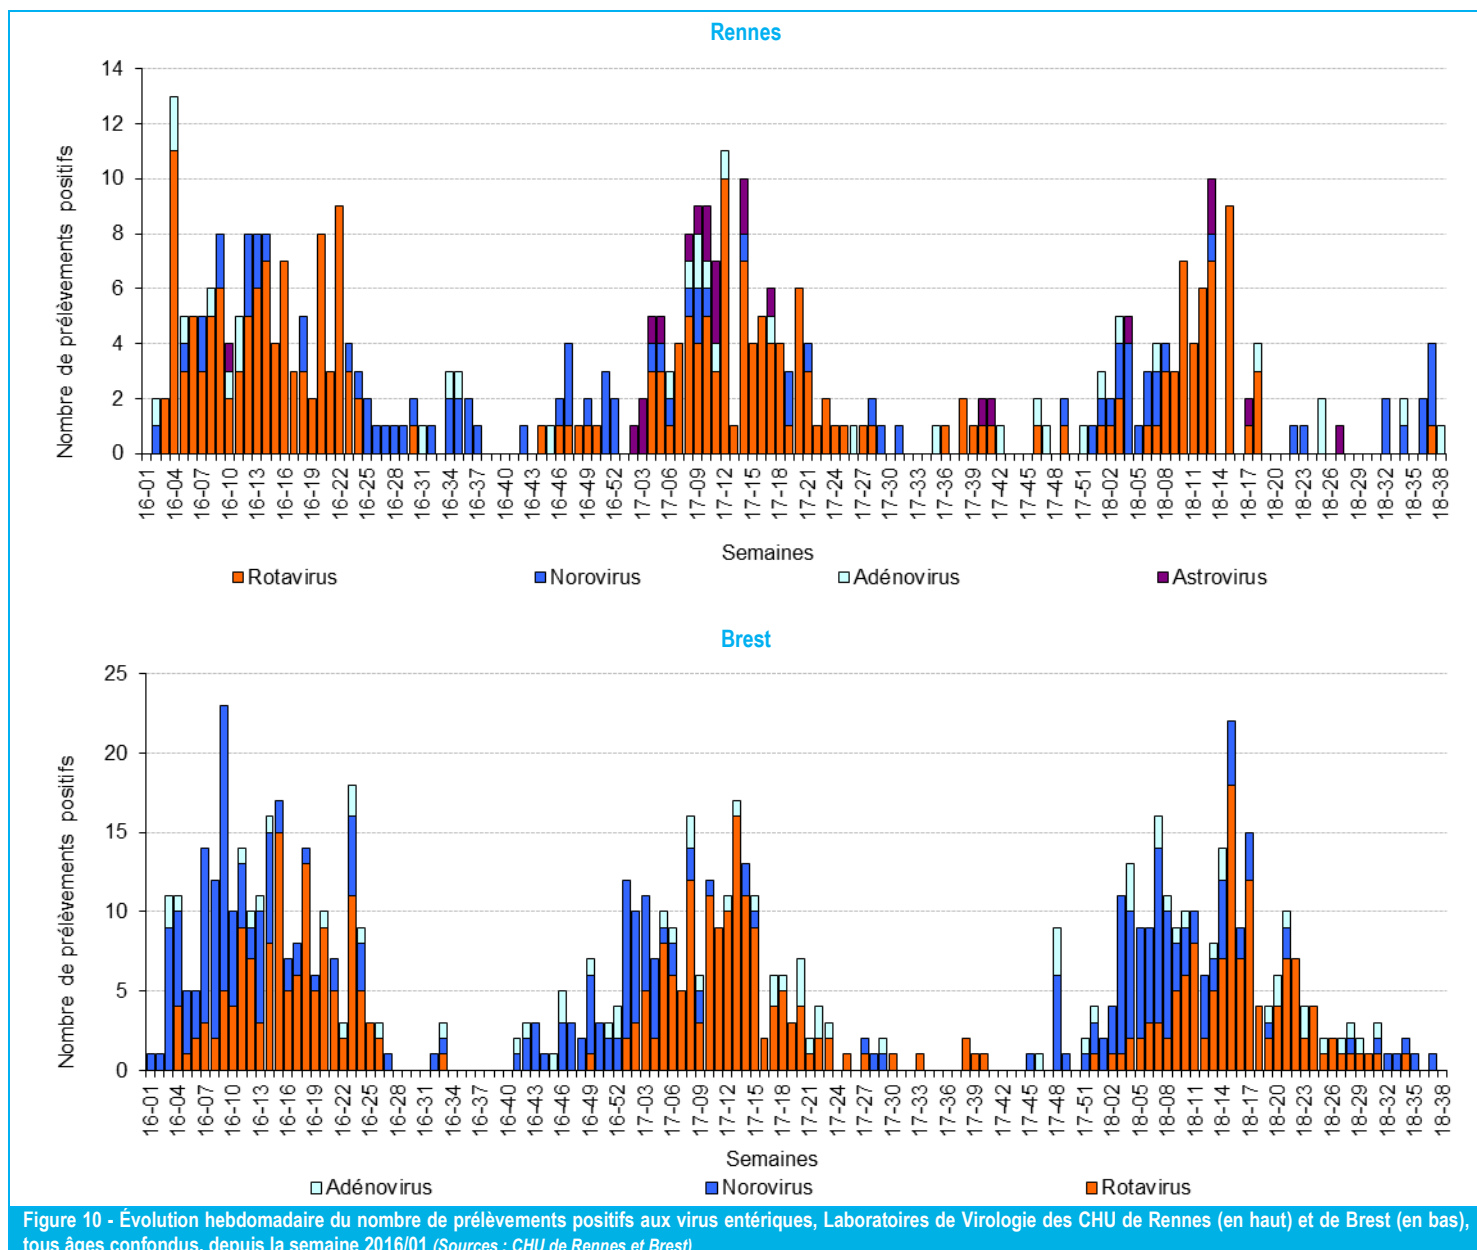 Rennes
Nombre de prélèvements positifs
14
12
10
8
6
4
2
0
16-01 16-04 16-07 16-10 16-13 16-16 16-19 16-22 16-25 16-28 16-31 16-34 16-37 16-40 16-43 16-46 16-49 16-52 17-03 17-06 17-09 17-12 17-15 17-18 17-21 17-24 17-27 17-30 17-33 17-36 17-39 17-42 17-45 17-48 17-51 18-02 18-05 18-08 18-11 18-14 18-17 18-20 18-23 18-26 18-29 18-32 18-35 18-38
Semaines
Rotavirus Norovirus Adénovirus Astrovirus
Brest
Nombre de prélèvements positifs
25
20
15
10
5
0
16-01 16-04 16-07 16-10 16-13 16-16 16-19 16-22 16-25 16-28 16-31 16-34 16-37 16-40 16-43 16-46 16-49 16-52 17-03 17-06 17-09 17-12 17-15 17-18 17-21 17-24 17-27 17-30 17-33 17-36 17-39 17-42 17-45 17-48 17-51 18-02 18-05 18-08 18-11 18-14 18-17 18-20 18-23 18-26 18-29 18-32 18-35 18-38
Semaines
Adénovirus Norovirus Rotavirus
Figure 10 - Évolution hebdomadaire du nombre de prélèvements positifs aux virus entériques, Laboratoires de Virologie des CHU de Rennes (en haut) et de Brest (en bas),
tous âges confondus, depuis la semaine 2016/01 (Sources : CHU de Rennes et Brest)